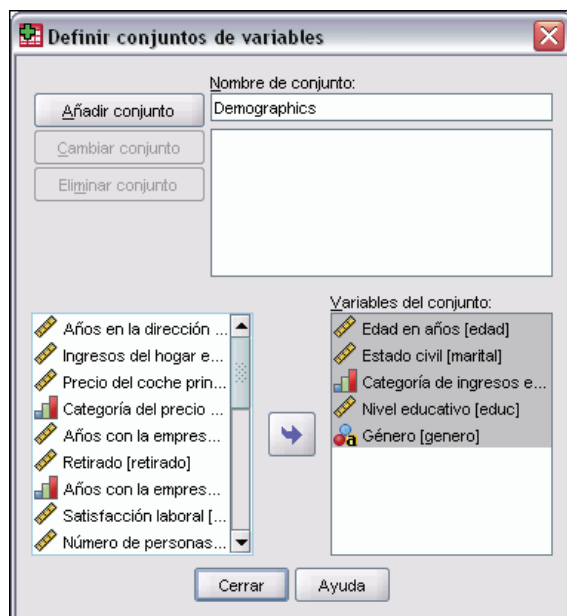 Definir conjuntos de variables
Nombre de conjunto:
Añadir conjunto
Demographics
Cambiar conjunto
Eliminar conjunto
Variables del conjunto:
Años en la dirección ...
Ingresos del hogar e...
Precio del coche prin...
Categoría del precio ...
Años con la empres...
Retirado [retirado]
Años con la empres...
Satisfacción laboral [...
Número de personas...
Edad en años [edad]
Estado civil [marital]
Categoría de ingresos e...
Nivel educativo [educ]
Género [genero]
Cerrar
Ayuda